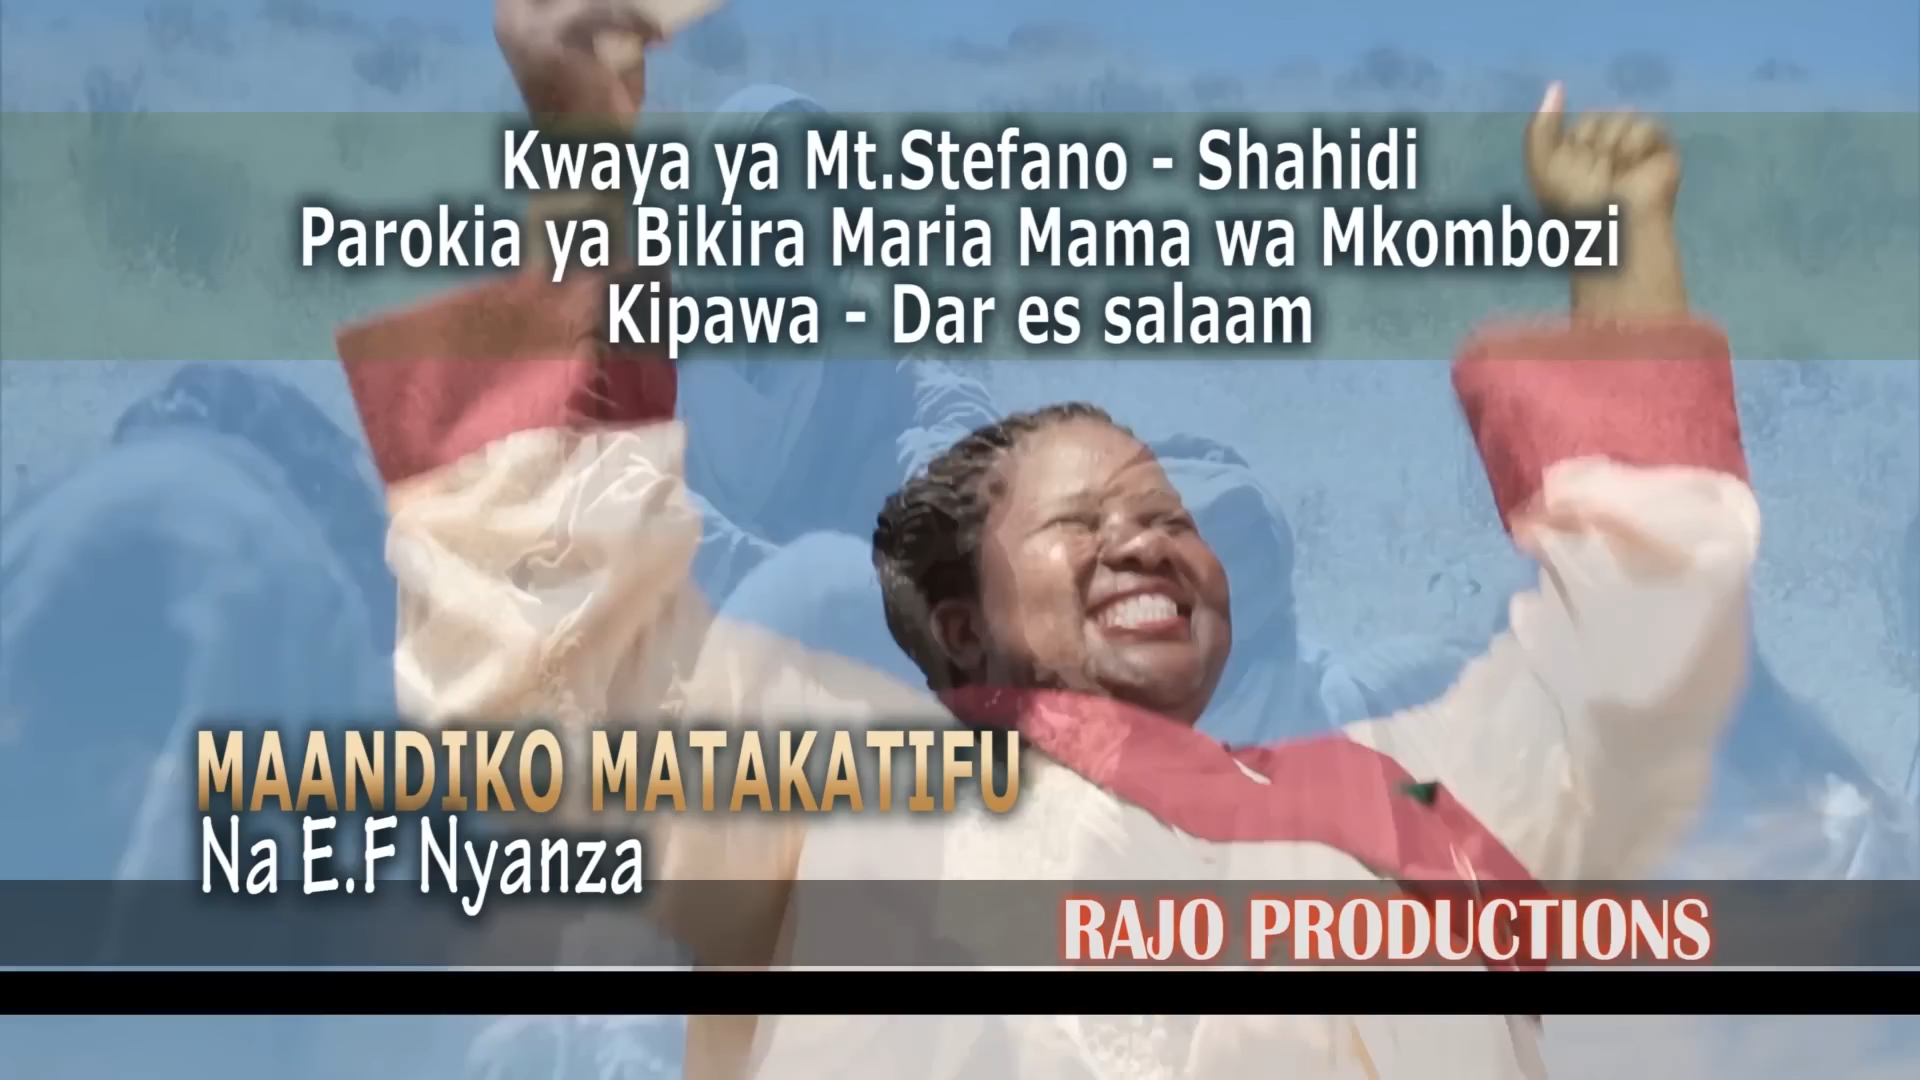 Kwaya ya Mt.Stefano - Shahidi
Parokia ya Bikira Maria Mama wa Mkombozi
Kipawa - Dar es salaam
MAANDIKO MATAKATIFU
Na E.F Nyanza
RAJO PRODUCTIONS